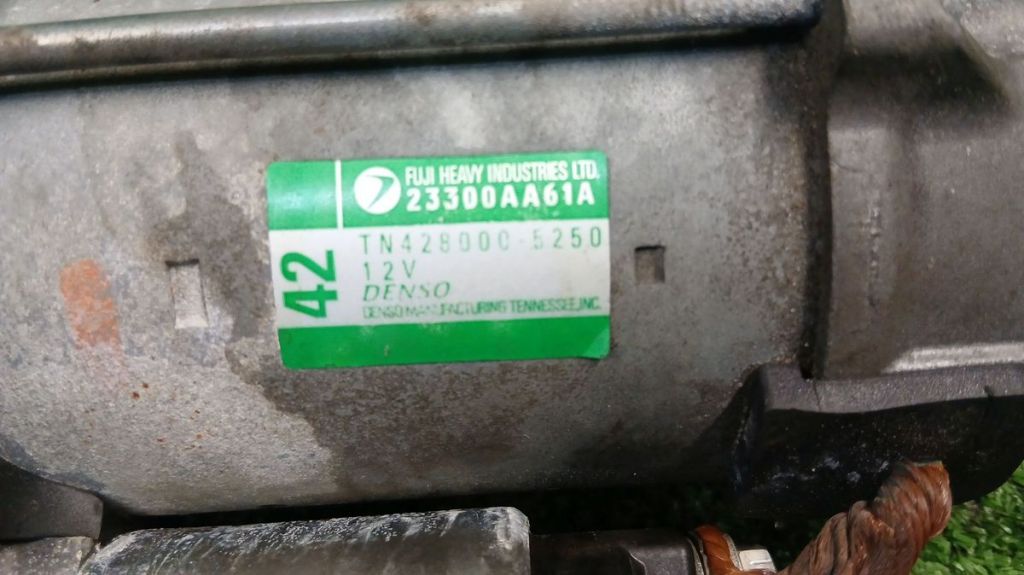 FUJI HEAVY INDUSTRIES LTD.
23300AA61A
42
TN428000-5250
12V
DENSO
DENSO MANUFACTURING TENNESSEE,INC.